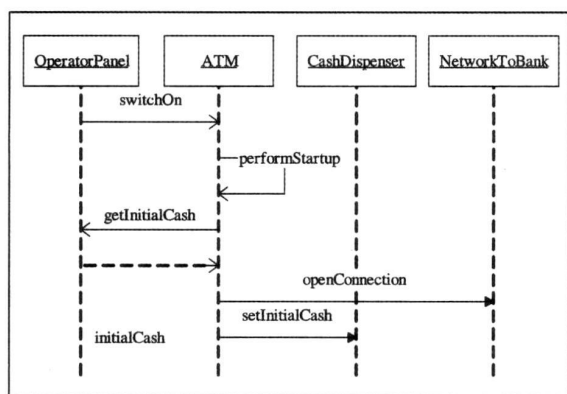 OperatorPanel
ATM
CashDispenser
NetworkToBank
switchOn
performStartup
getInitialCash
openConnection
setInitialCash
initialCash